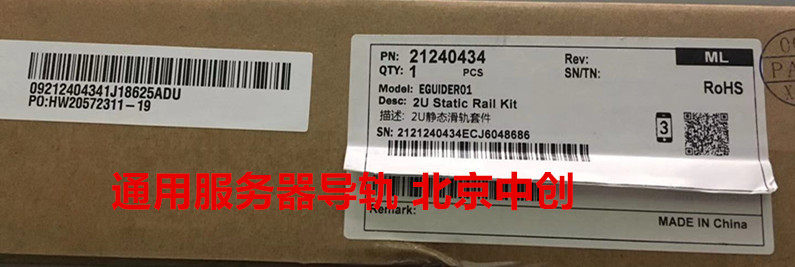 09212404341J18625ADU
PO:HW20572311-19
PN: 21240434
Rev:
ML
QTY: 1 PCS
SN/TN:
RoHS
Model: EGUIDER01
Desc: 2U Static Rail Kit
描述: 2U静态滑轨套件
3
SN: 2121240434ECJ6048686
通用服务器导轨 北京中创
Remark:
MADE IN China